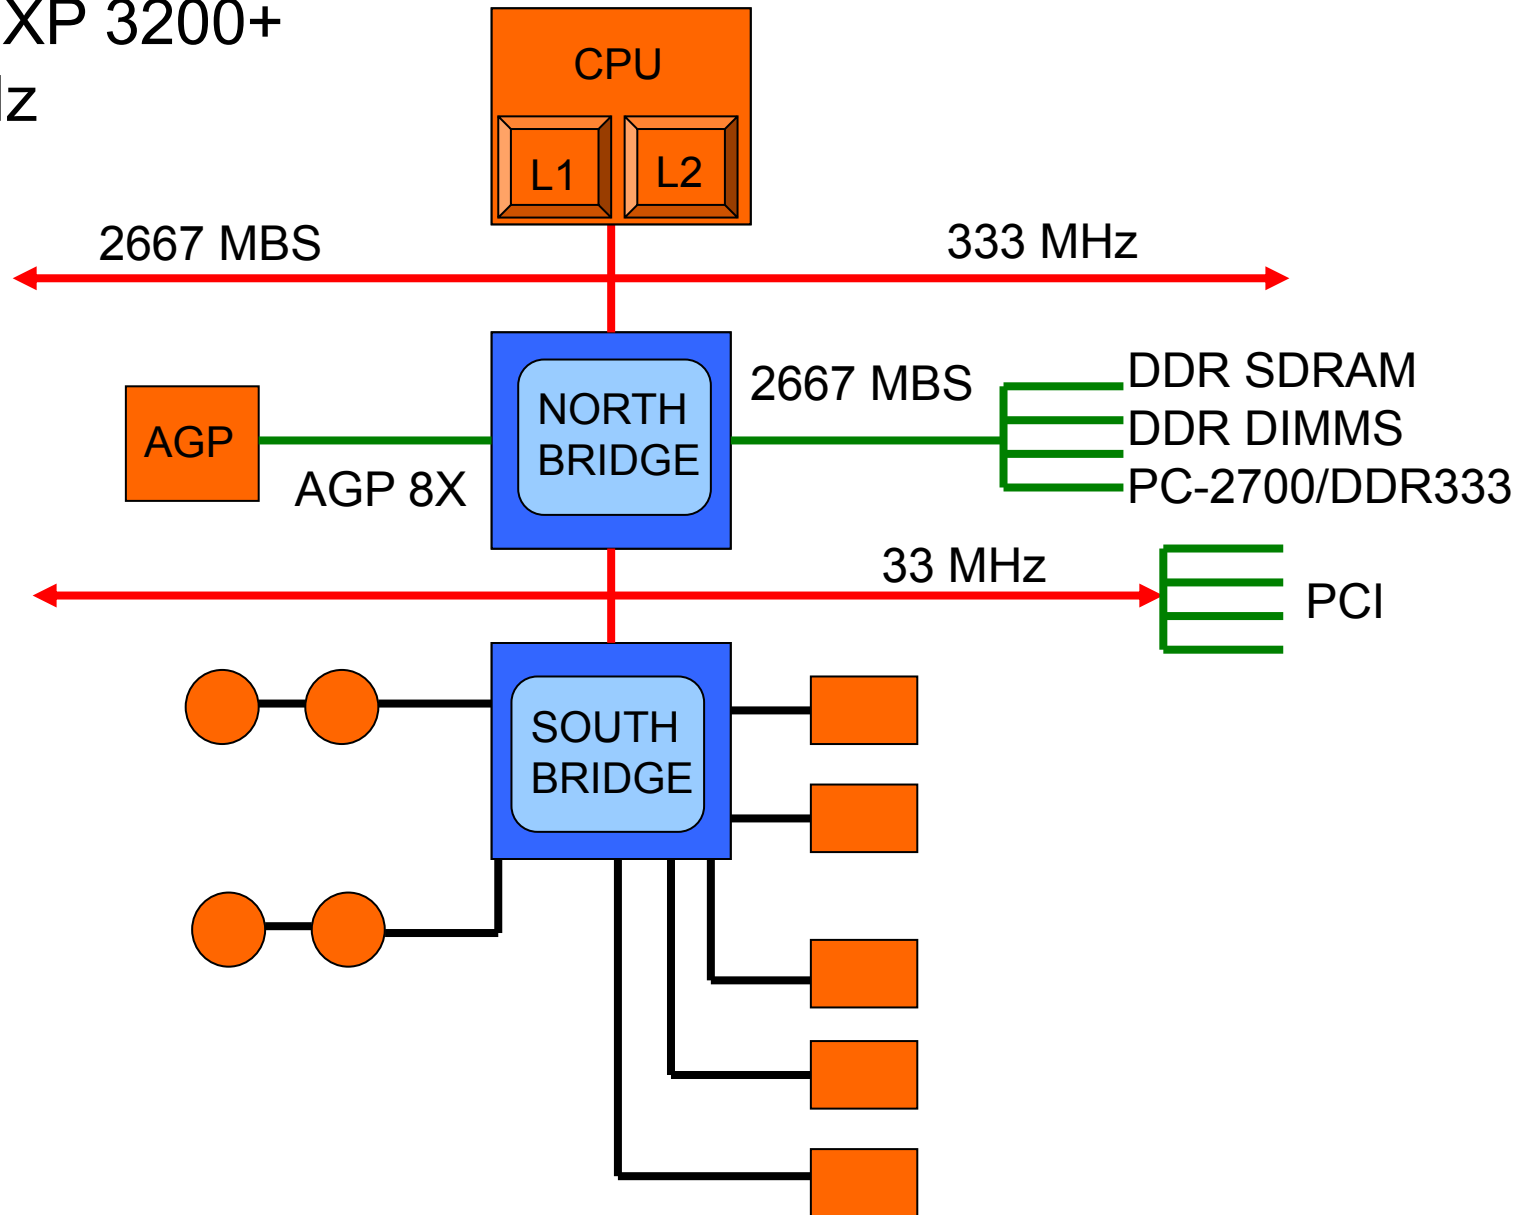 XP 3200+
Hz
CPU
L1
L2
2667 MBS
333 MHz
AGP
AGP 8X
NORTH
BRIDGE
2667 MBS
DDR SDRAM
DDR DIMMS
PC-2700/DDR333
33 MHz
PCI
SOUTH
BRIDGE